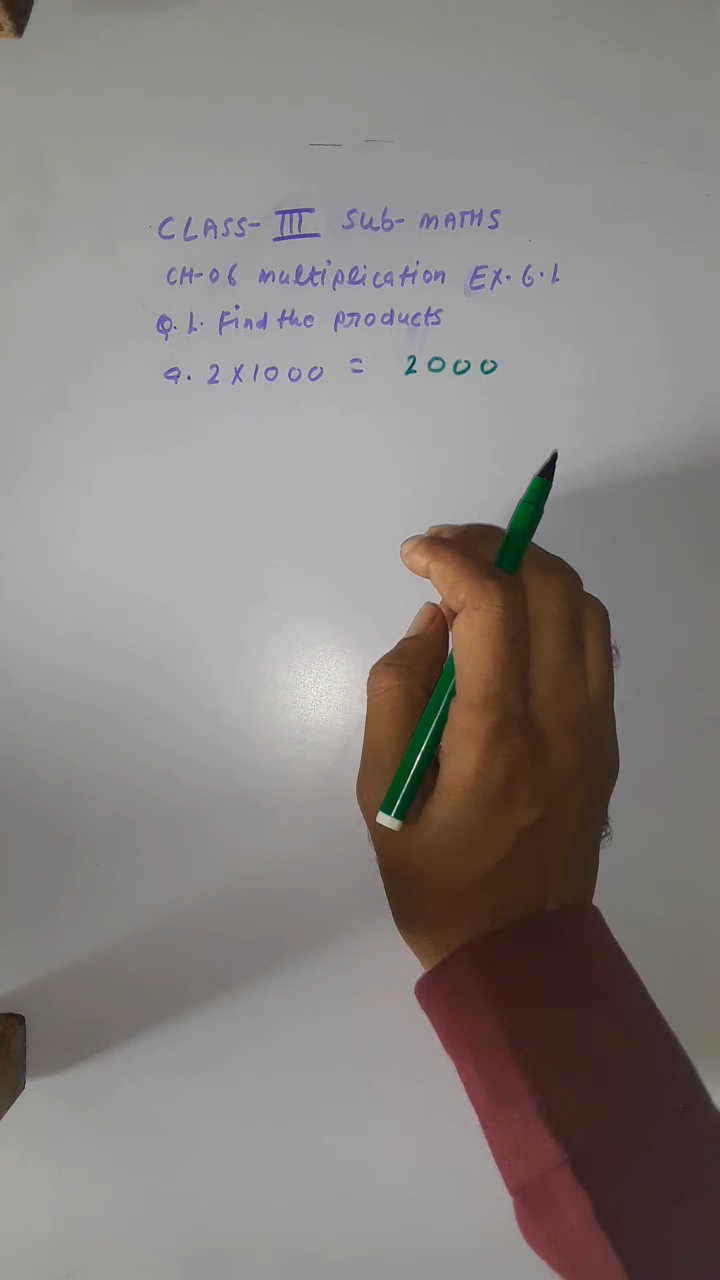 CLASS- III Sub- MATHS
CH-06 multiplication EX. 6.1
Q.1. Find the products
a. 2 X 1000 = 2000